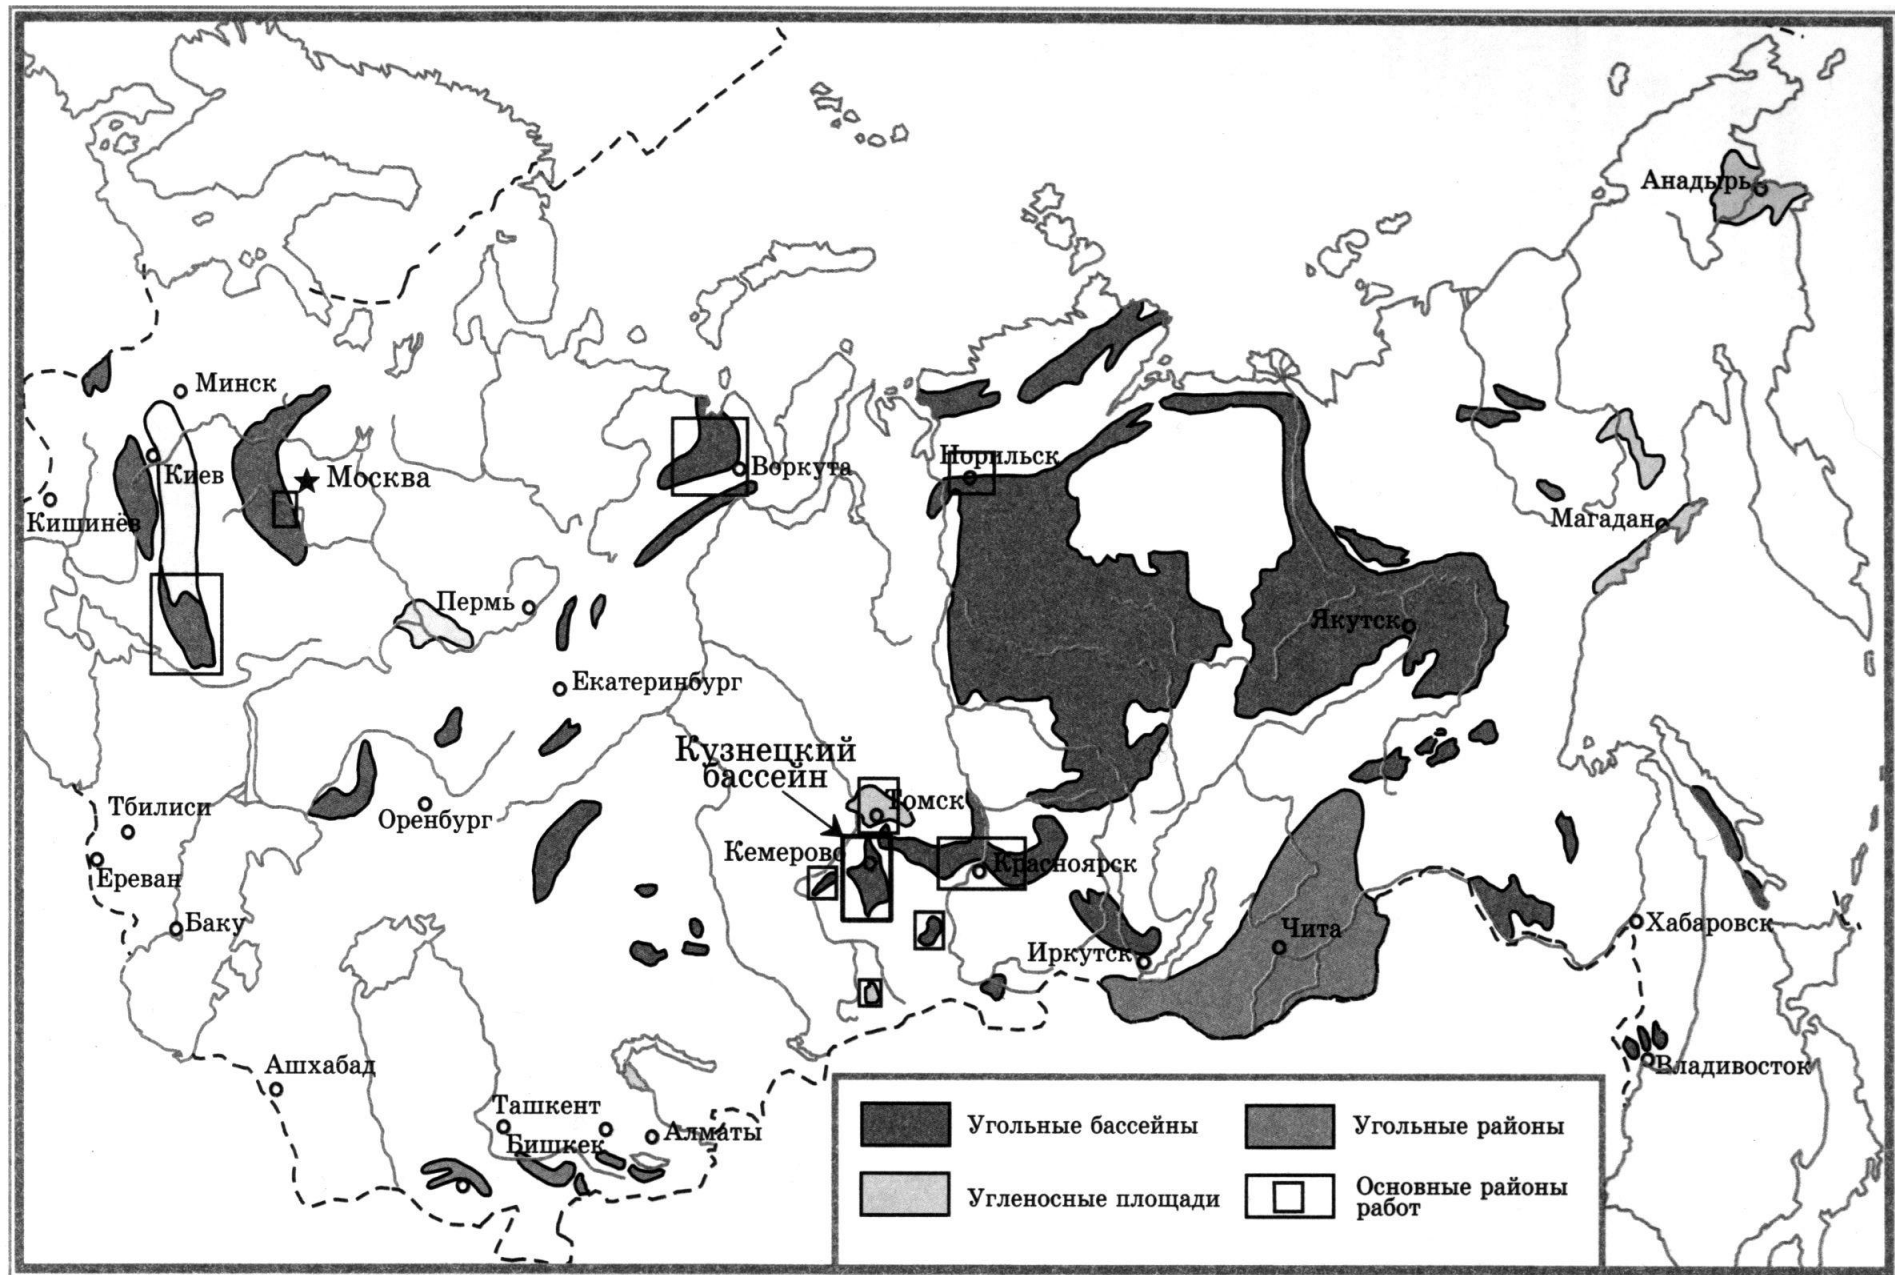 Анадырь
Минск
Киев
Москва
Воркута
Норильск
Кишинёв
Магадан
Пермь
Якутск
Екатеринбург
Кузнецкий
бассейн
Тбилиси
Томск
Оренбург
Кемерово
Красноярск
Ереван
Баку
Чита
Хабаровск
Иркутск
Ашхабад
Владивосток
Ташкент
Бишкек
Алматы
Угольные бассейны
Угольные районы
Угленосные площади
Основные районы
работ